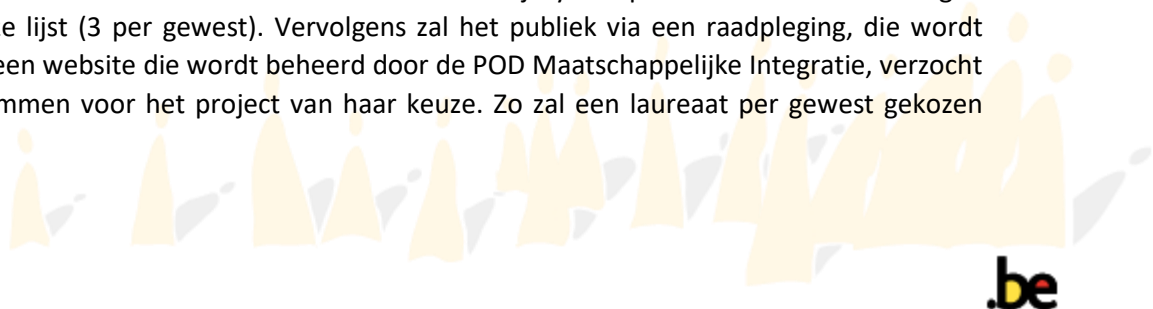 te lijst (3 per gewest). Vervolgens zal het publiek via een raadpleging, die wordt
een website die wordt beheerd door de POD Maatschappelijke Integratie, verzocht
mmen voor het project van haar keuze. Zo zal een laureaat per gewest gekozen
.be